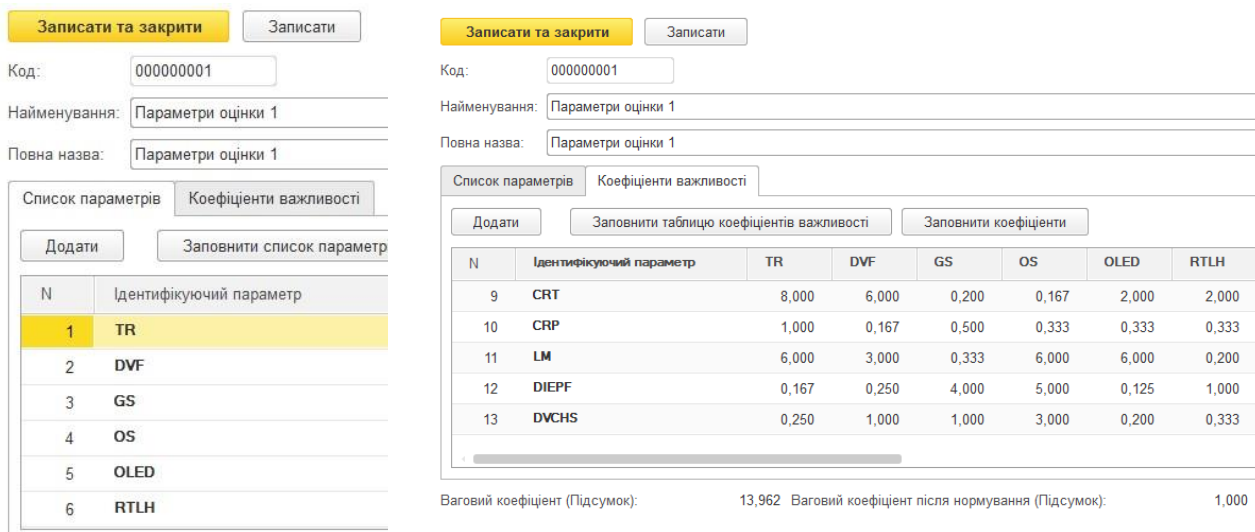 Записати та закрити Записати
Код: 000000001
Найменування: Параметри оцінки 1
Повна назва: Параметри оцінки 1
Список параметрів Коефіцієнти важливості
Додати Заповнити список параметр
N Ідентифікуючий параметр
1 TR
2 DVF
3 GS
4 OS
5 OLED
6 RTLH
Записати та закрити Записати
Код: 000000001
Найменування: Параметри оцінки 1
Повна назва: Параметри оцінки 1
Список параметрів Коефіцієнти важливості
Додати Заповнити таблицю коефіцієнтів важливості Заповнити коефіцієнти
N Ідентифікуючий параметр TR DVF GS OS OLED RTLH
9 CRT 8,000 6,000 0,200 0,167 2,000 2,000
10 CRP 1,000 0,167 0,500 0,333 0,333 0,333
11 LM 6,000 3,000 0,333 6,000 6,000 0,200
12 DIEPF 0,167 0,250 4,000 5,000 0,125 1,000
13 DVCHS 0,250 1,000 1,000 3,000 0,200 0,333
Ваговий коефіцієнт (Підсумок): 13,962 Ваговий коефіцієнт після нормування (Підсумок): 1,000